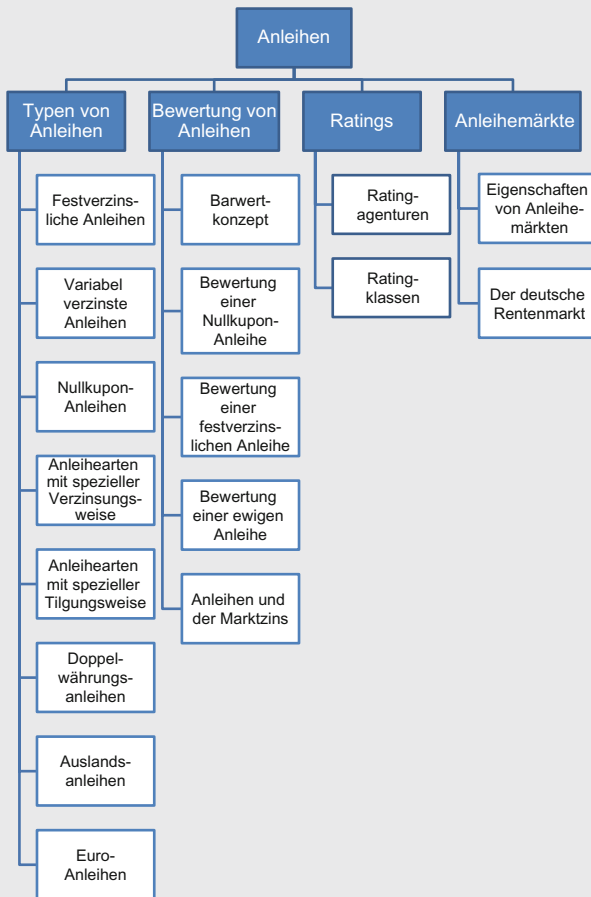 Anleihen
Typen von
Anleihen
Festverzins-
liche Anleihen
Variabel
verzinste
Anleihen
Nullkupon-
Anleihen
Anleihearten
mit spezieller
Verzinsungs-
weise
Anleihearten
mit spezieller
Tilgungsweise
Doppel-
währungs-
anleihen
Auslands-
anleihen
Euro-
Anleihen
Bewertung von
Anleihen
Barwert-
konzept
Bewertung
einer
Nullkupon-
Anleihe
Bewertung
einer
festverzins-
lichen Anleihe
Bewertung
einer ewigen
Anleihe
Anleihen und
der Marktzins
Ratings
Rating-
agenturen
Rating-
klassen
Anleihemärkte
Eigenschaften
von Anleihe-
märkten
Der deutsche
Rentenmarkt